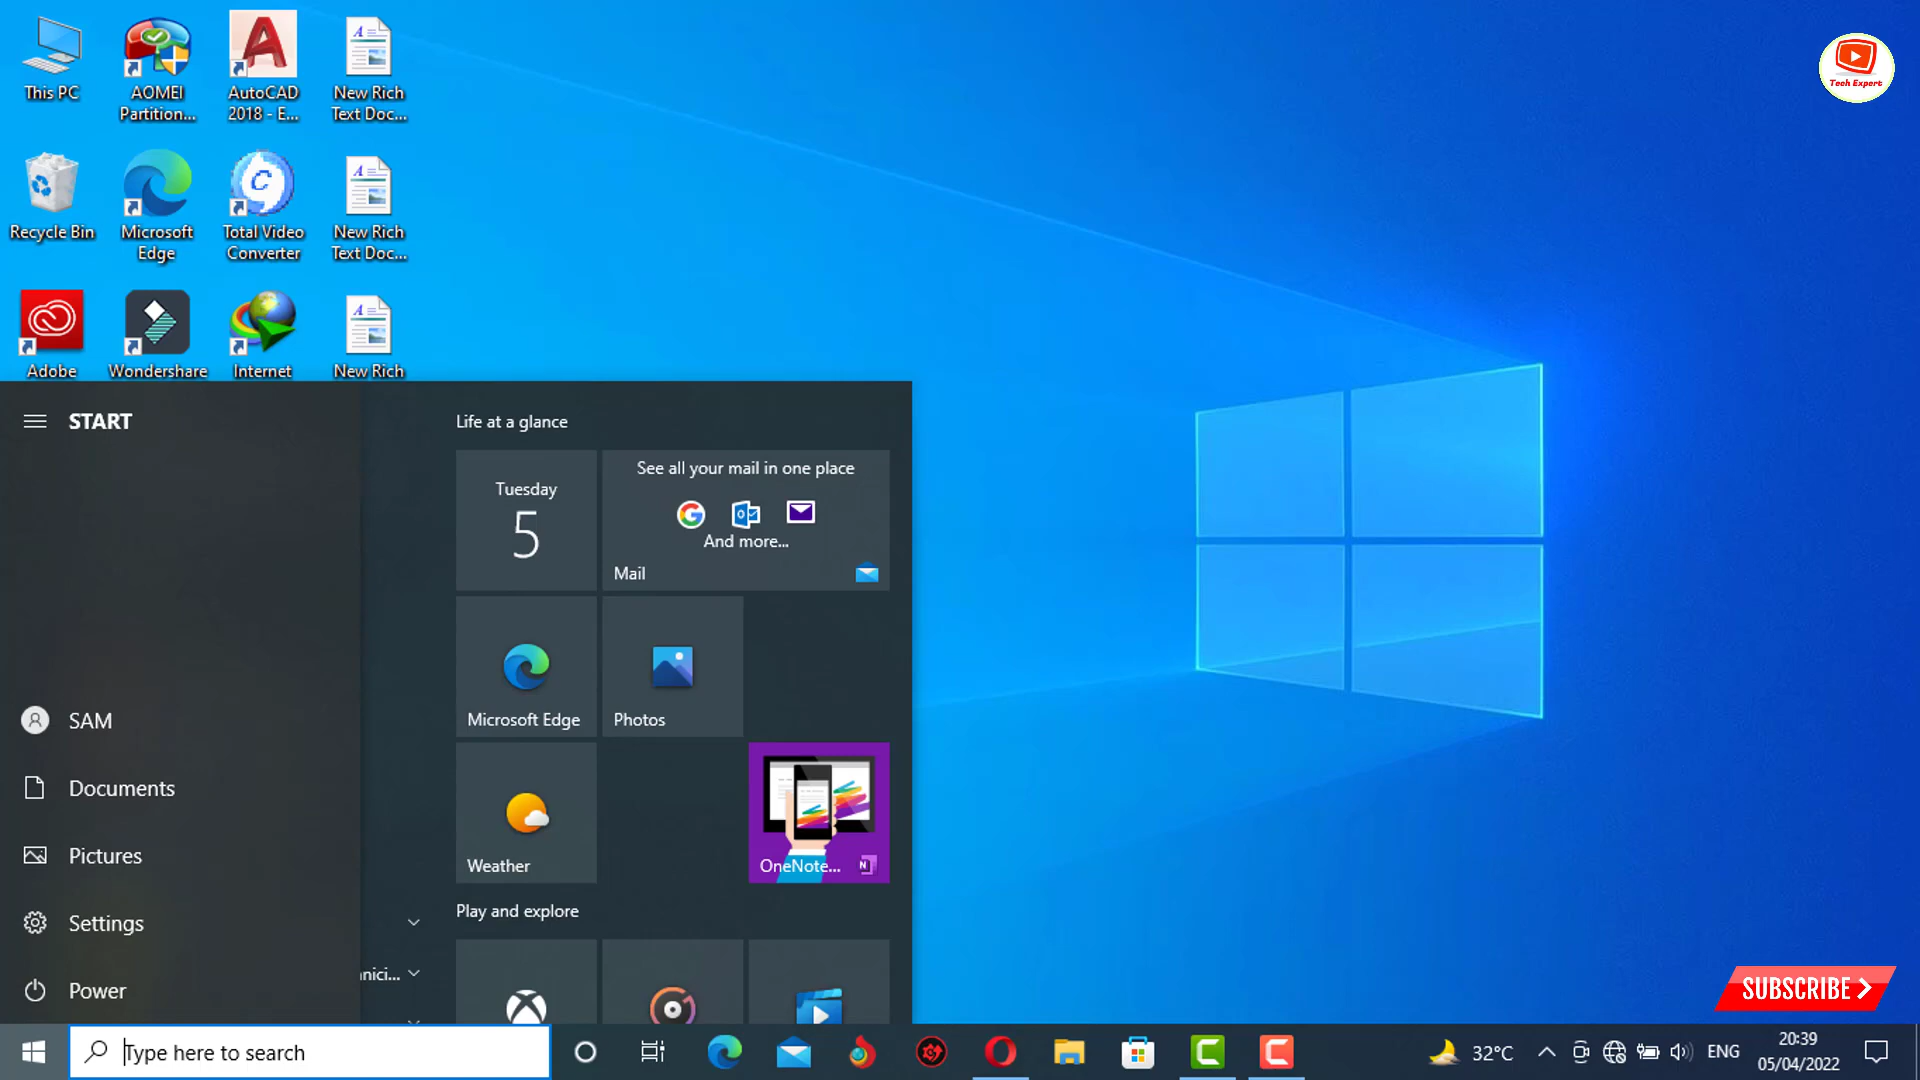 This PC
AOMEI
Partition...
AutoCAD
2018 - E...
New Rich
Text Doc...
Tech Expert
Recycle Bin
Microsoft
Edge
Total Video
Converter
New Rich
Text Doc...
Adobe
Wondershare
Internet
New Rich
START
Life at a glance
Tuesday
5
See all your mail in one place
And more...
Mail
Microsoft Edge
Photos
SAM
Documents
Pictures
Settings
Power
Weather
OneNote...
Play and explore
nici...
SUBSCRIBE
Type here to search
32°C
ENG
20:39
05/04/2022